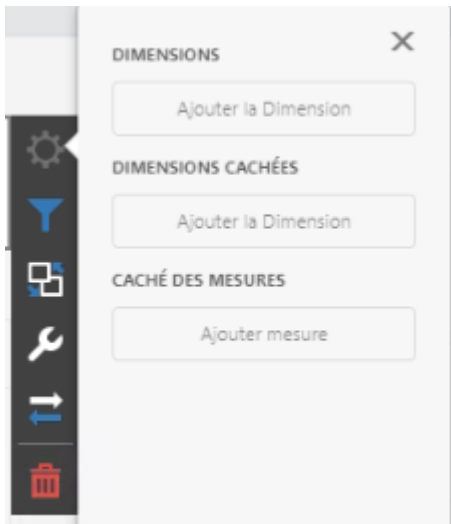 DIMENSIONS
Ajouter la Dimension
DIMENSIONS CACHÉES
Ajouter la Dimension
CACHÉ DES MESURES
Ajouter mesure